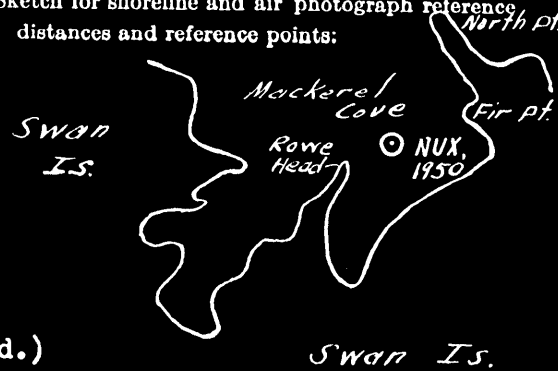 Sketch for shoreline and air photograph reference
distances and reference points:
North Pt.
Mackerel
Cove
Fir Pt.
Swan
Is.
Rowe
Head
NUX,
1950
d.)
Swan Is.